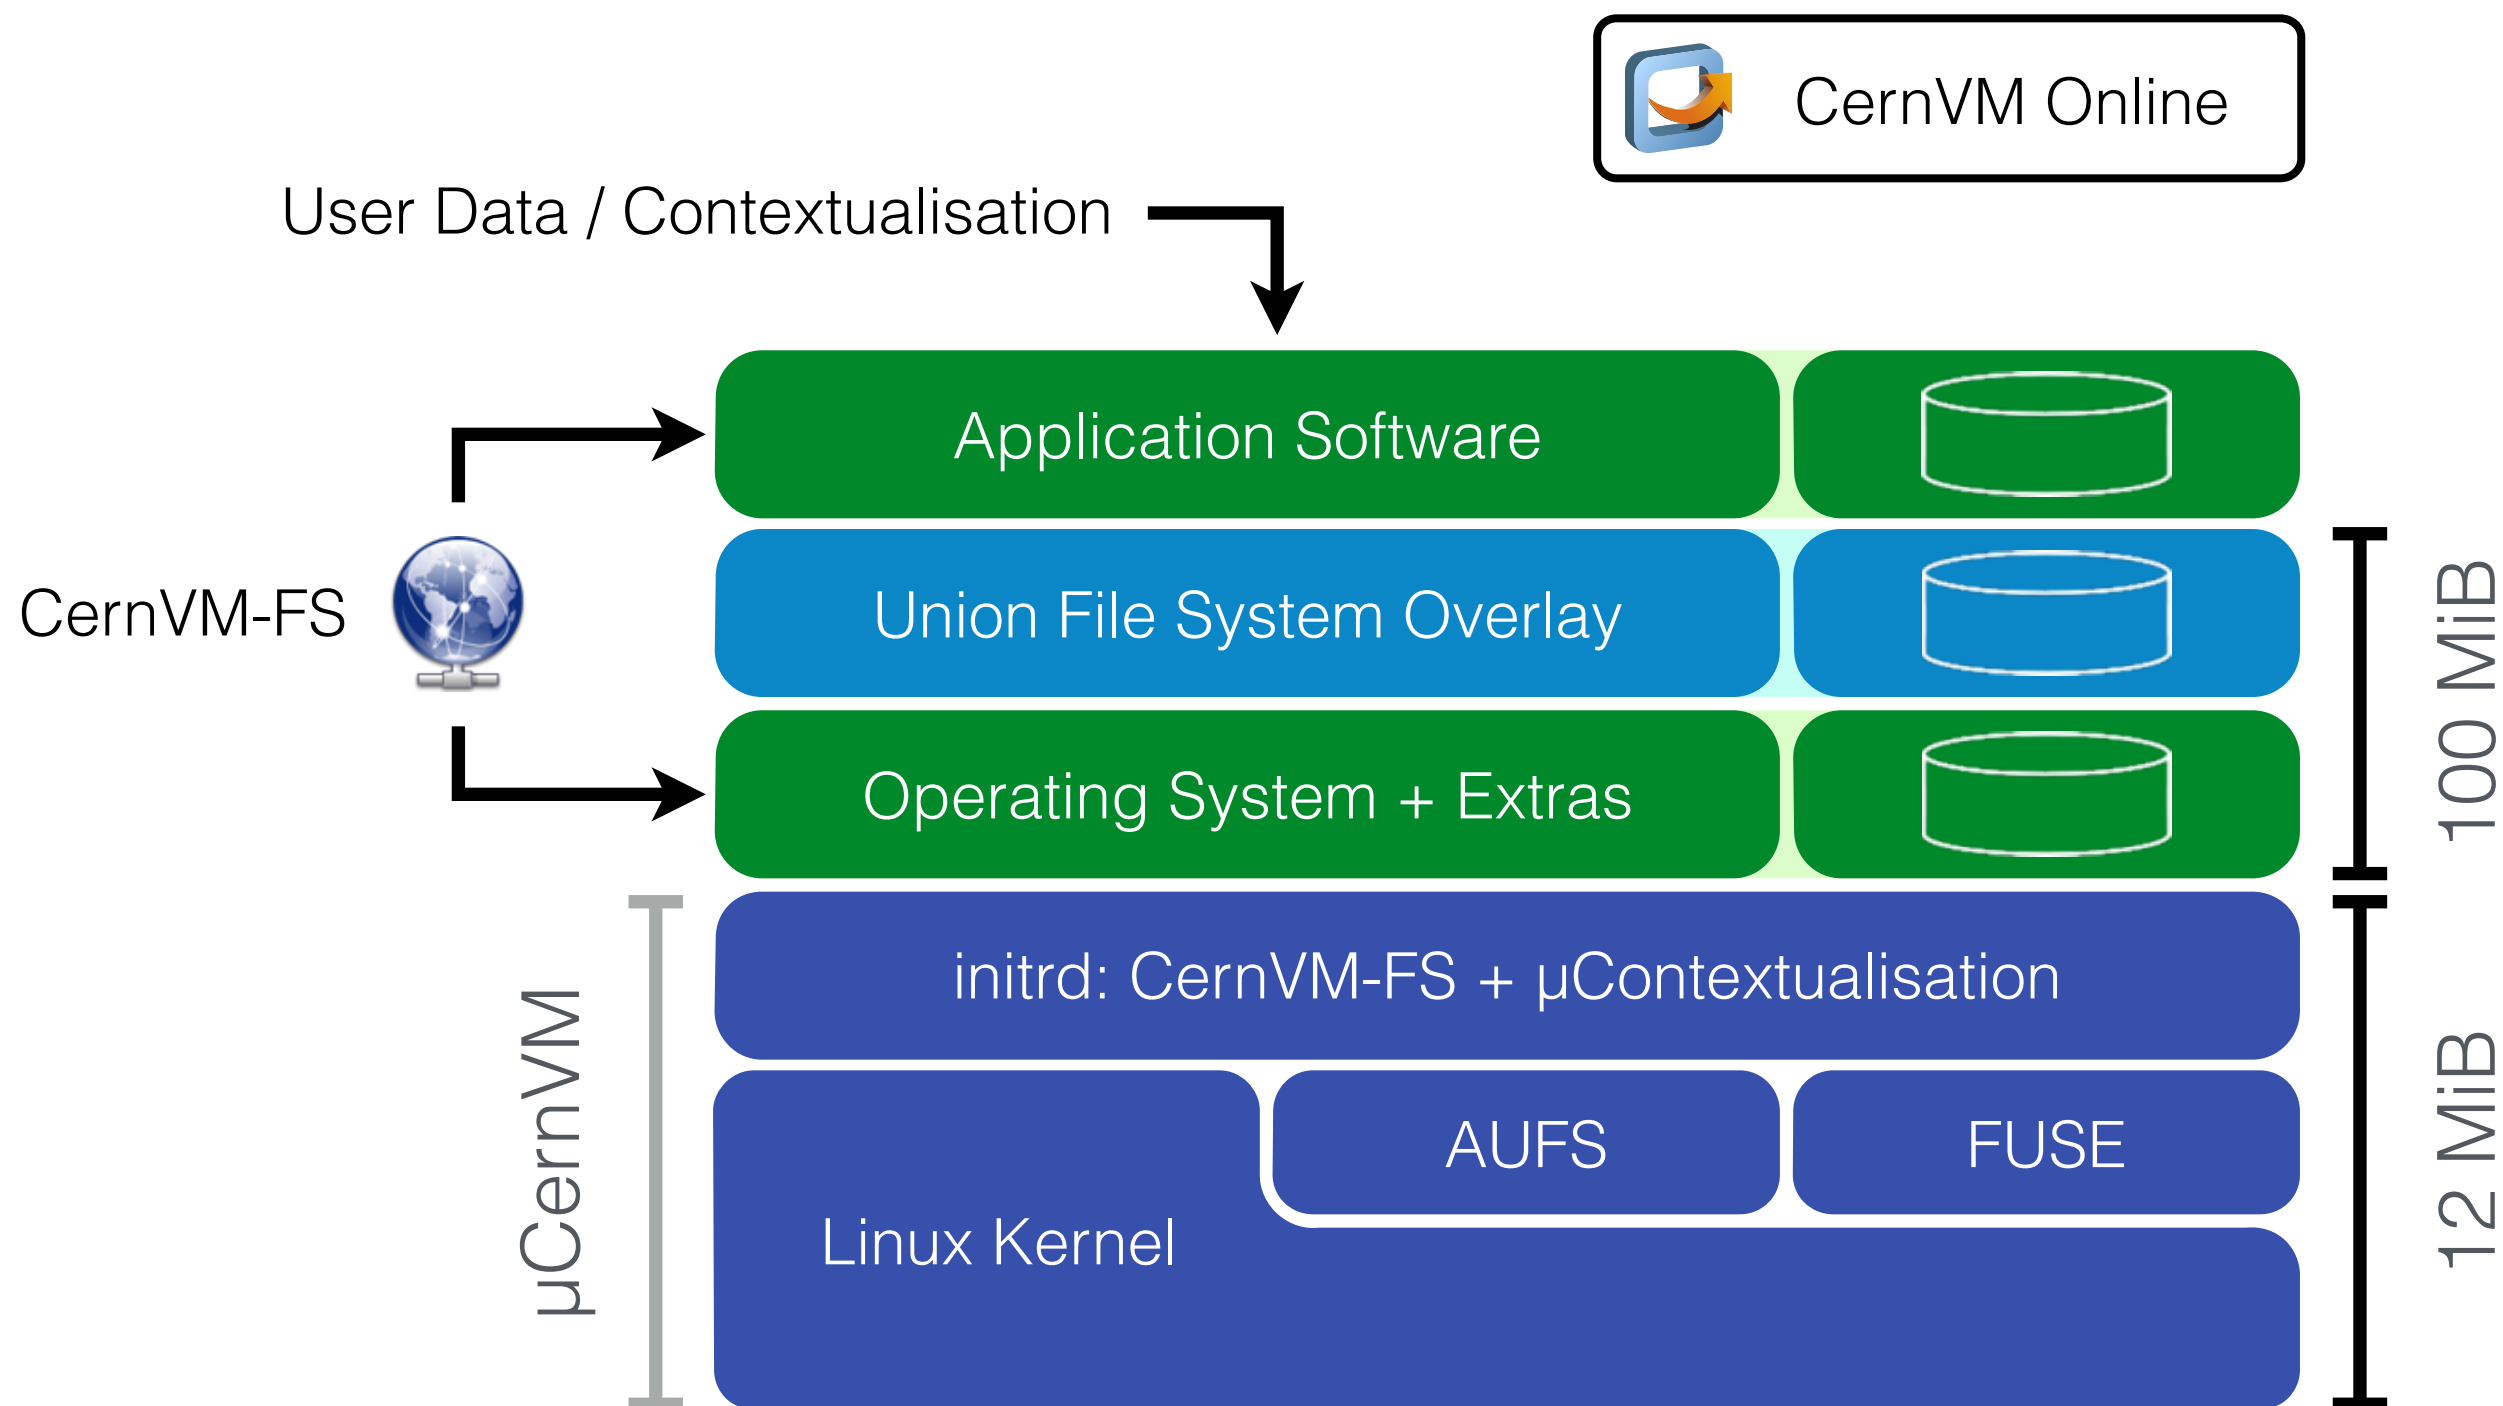 CernVM Online
User Data / Contextualisation
Application Software
CernVM-FS
Union File System Overlay
Operating System + Extras
100 MiB
initrd: CernVM-FS + µContextualisation
µCernVM
AUFS
FUSE
Linux Kernel
12 MiB